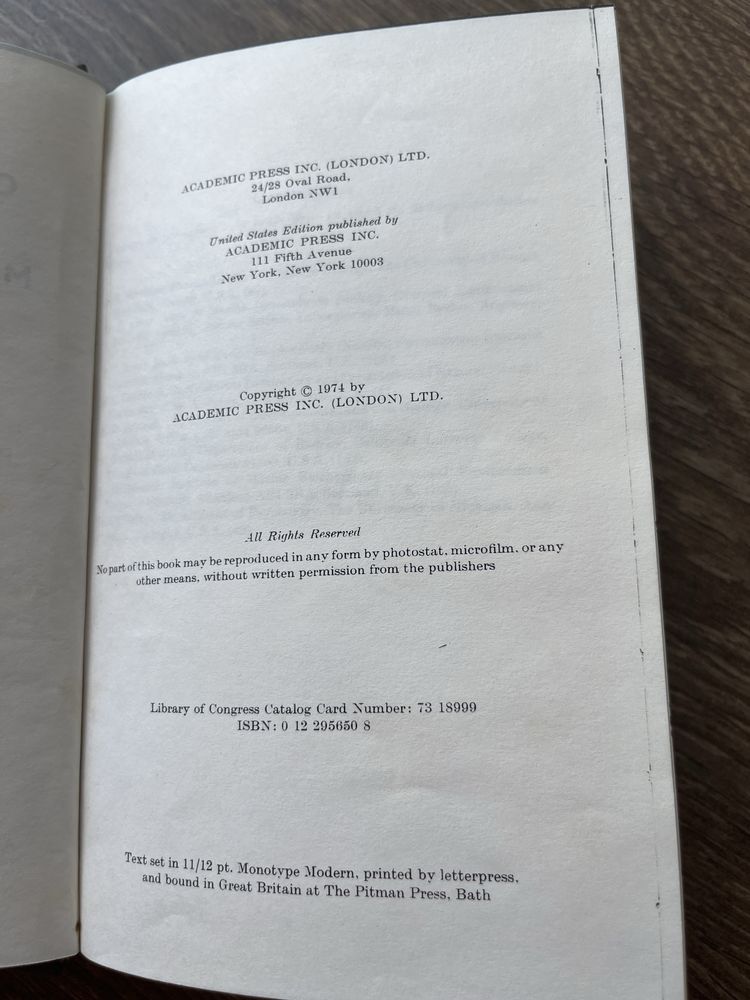 ACADEMIC PRESS INC. (LONDON) LTD.
24/28 Oval Road,
London NW1
United States Edition published by
ACADEMIC PRESS INC.
111 Fifth Avenue
New York, New York 10003
Copyright © 1974 by
ACADEMIC PRESS INC. (LONDON) LTD.
All Rights Reserved
No part of this book may be reproduced in any form by photostat, microfilm, or any
other means, without written permission from the publishers
Library of Congress Catalog Card Number: 73 18999
ISBN: 0 12 295650 8
Text set in 11/12 pt. Monotype Modern, printed by letterpress,
and bound in Great Britain at The Pitman Press, Bath